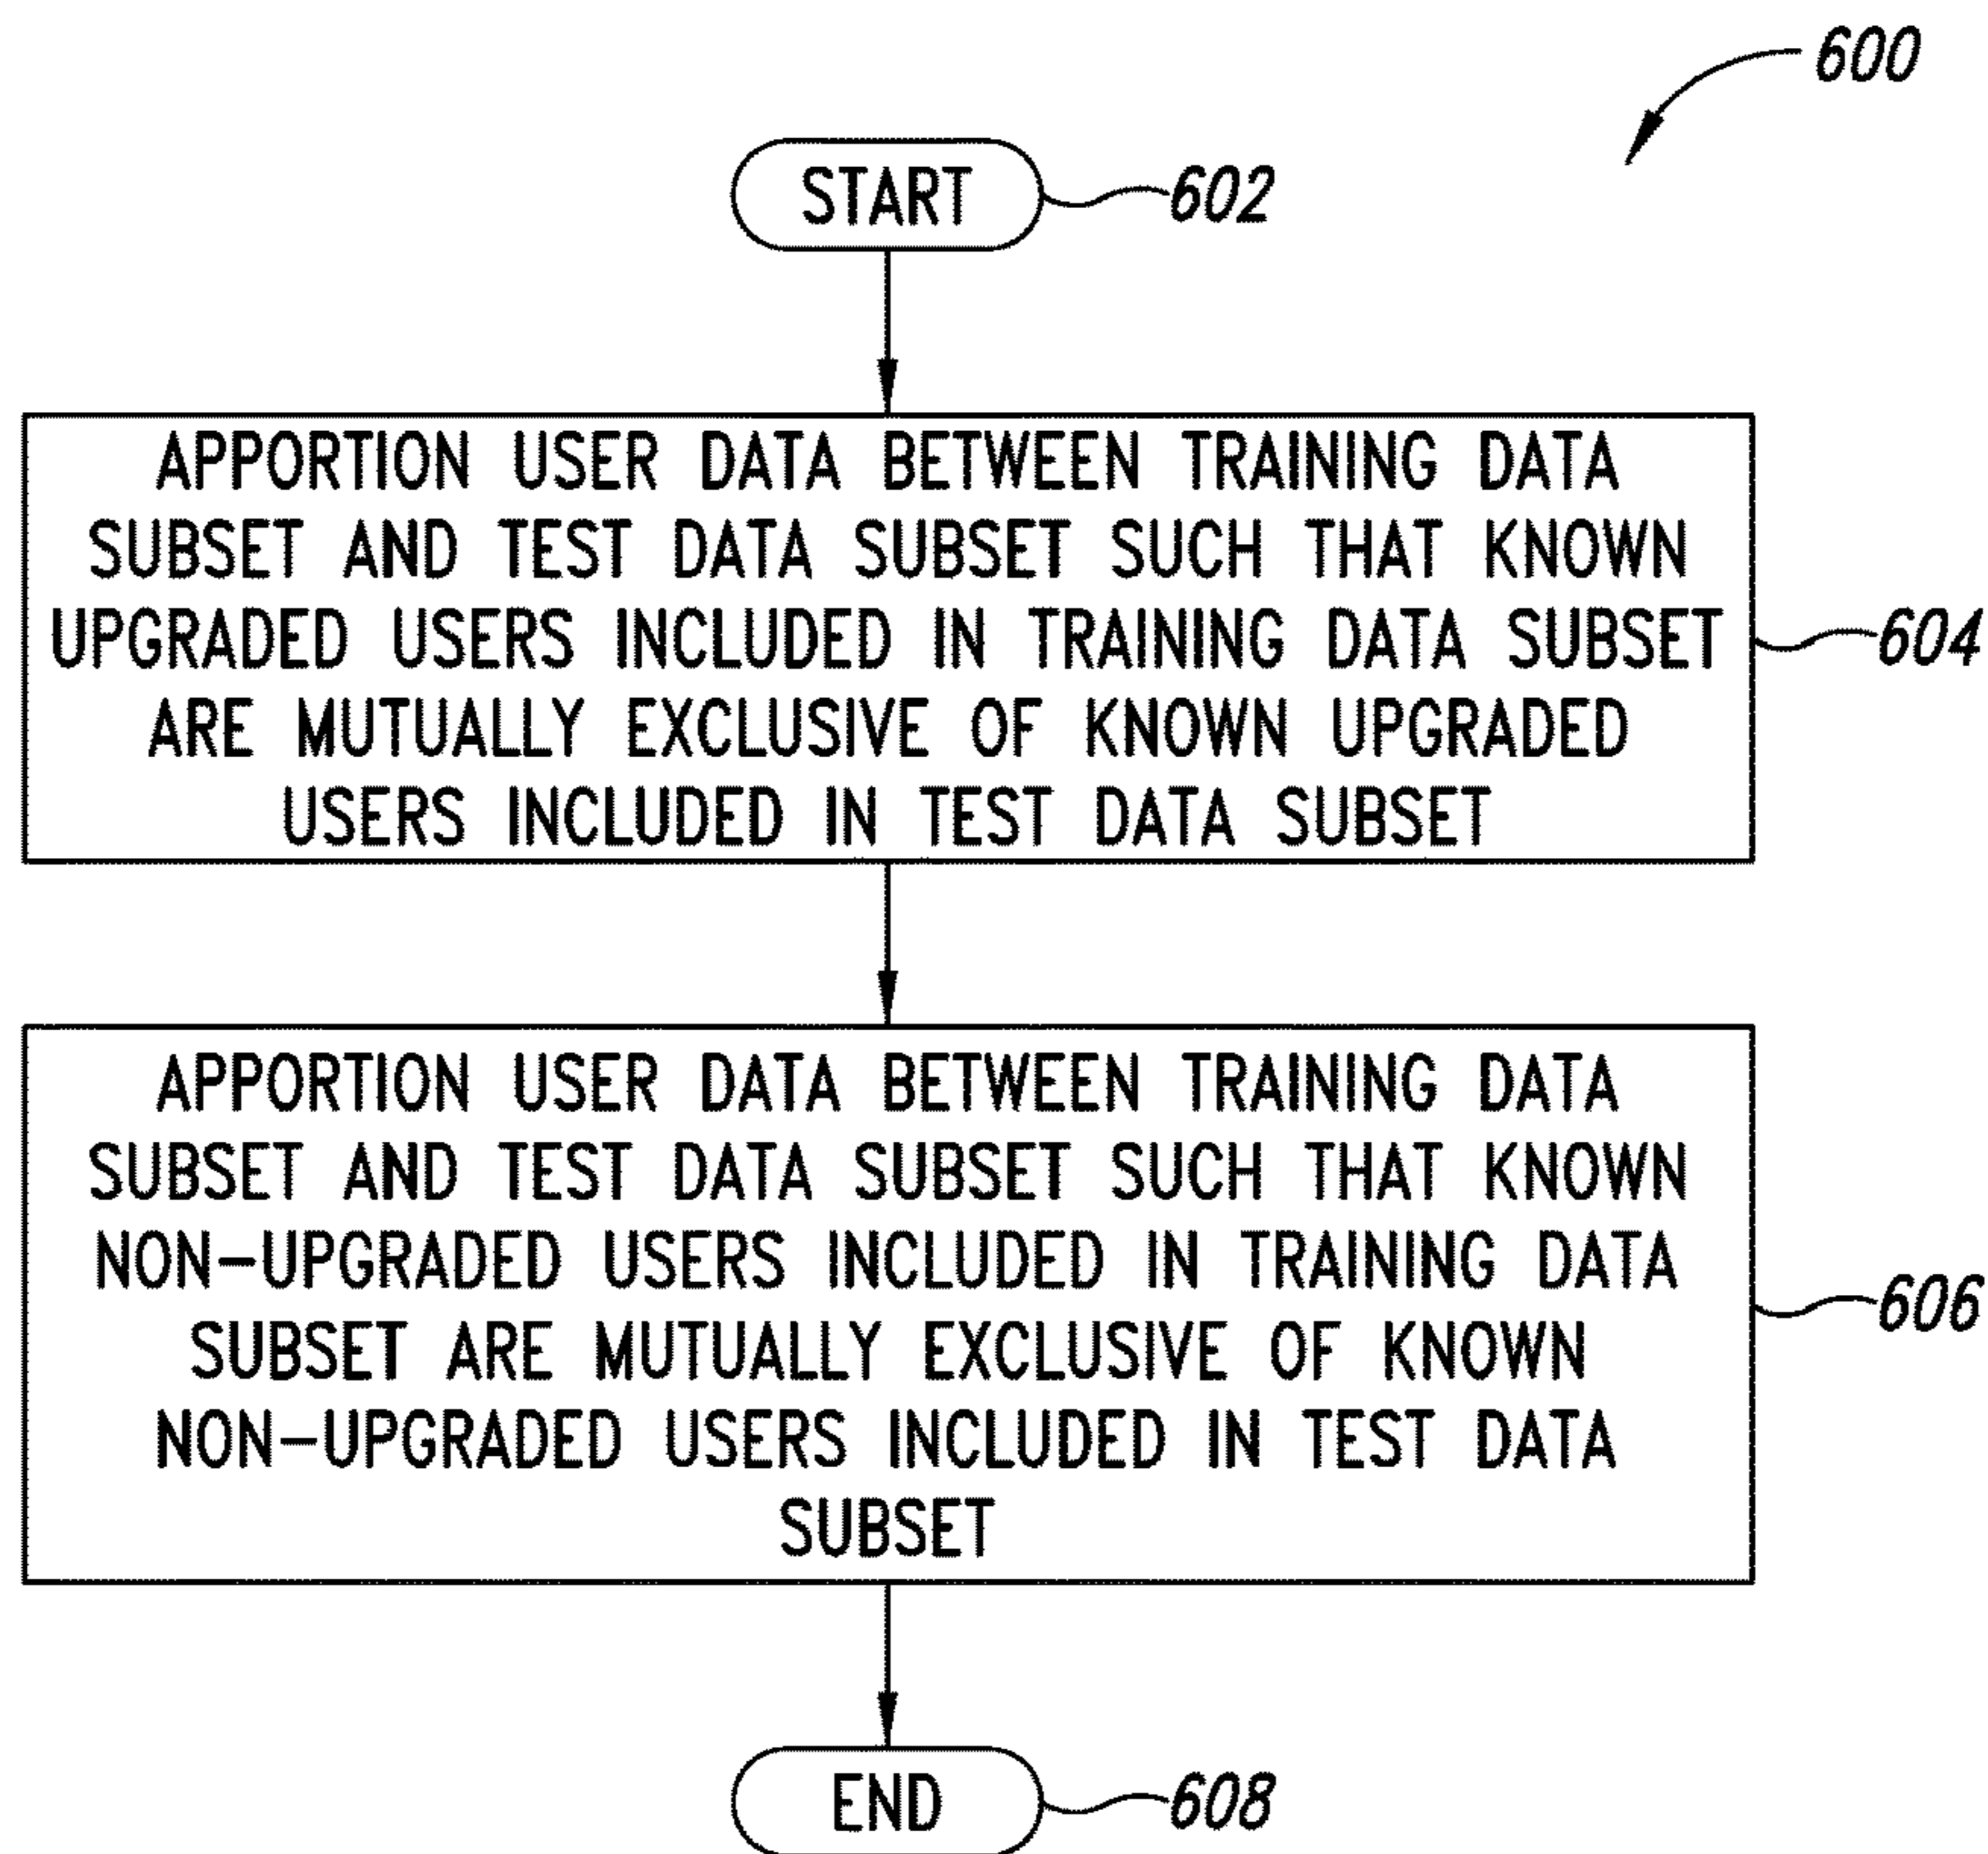 600
START
602
APPORTION USER DATA BETWEEN TRAINING DATA
SUBSET AND TEST DATA SUBSET SUCH THAT KNOWN
UPGRADED USERS INCLUDED IN TRAINING DATA SUBSET
ARE MUTUALLY EXCLUSIVE OF KNOWN UPGRADED
USERS INCLUDED IN TEST DATA SUBSET
604
APPORTION USER DATA BETWEEN TRAINING DATA
SUBSET AND TEST DATA SUBSET SUCH THAT KNOWN
NON-UPGRADED USERS INCLUDED IN TRAINING DATA
SUBSET ARE MUTUALLY EXCLUSIVE OF KNOWN
NON-UPGRADED USERS INCLUDED IN TEST DATA
SUBSET
606
END
608